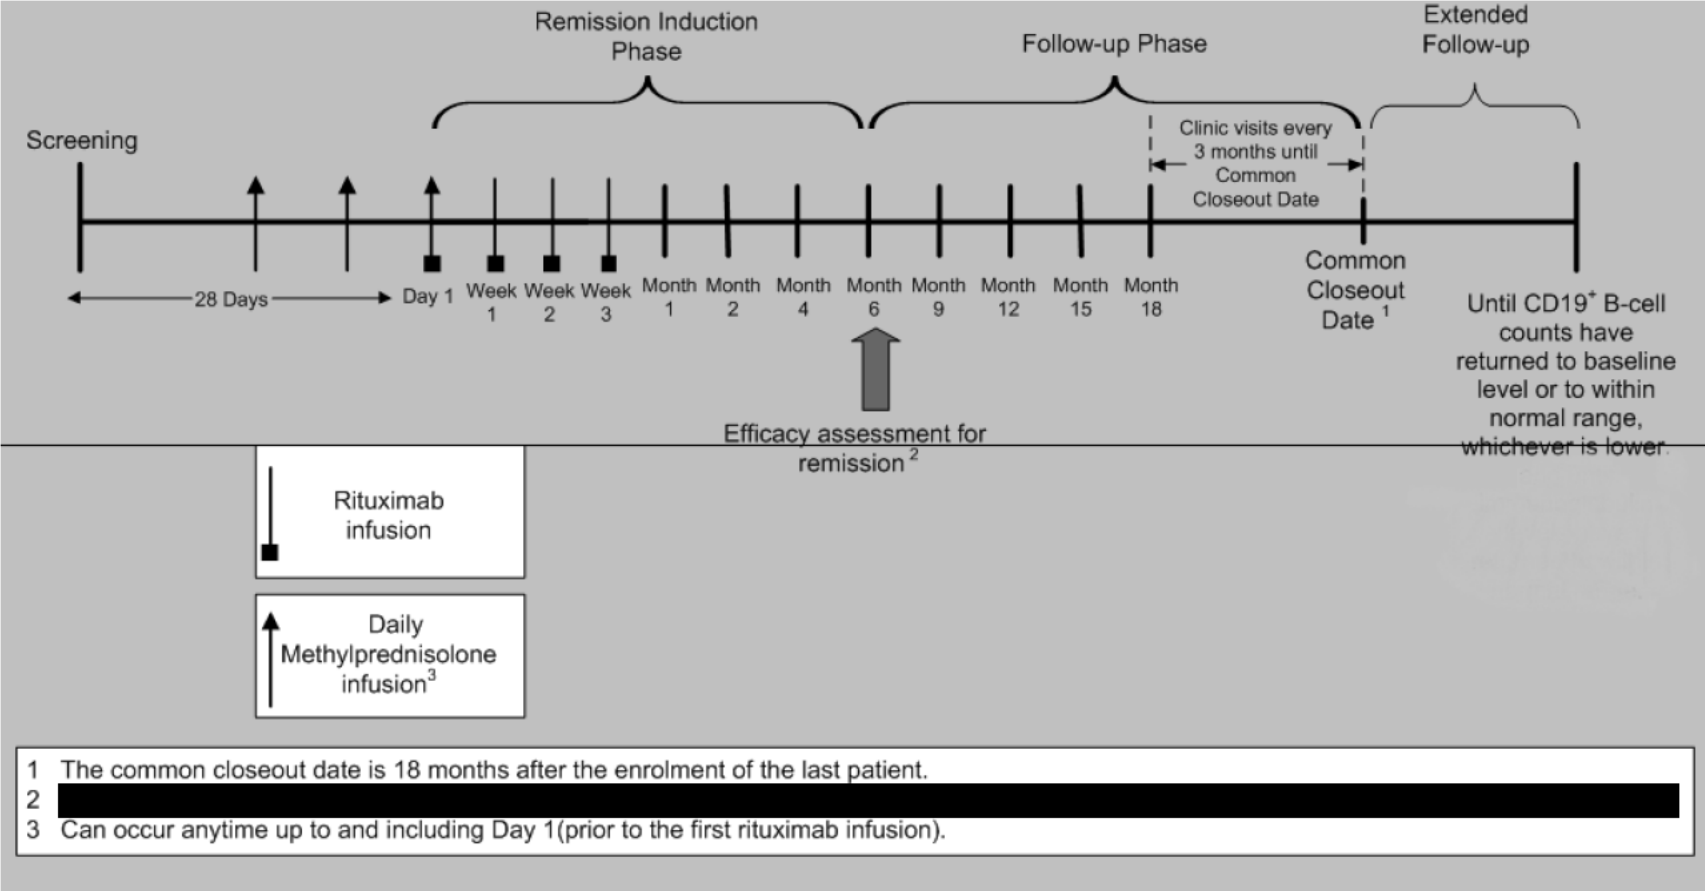 Remission Induction
Phase
Follow-up Phase
Extended
Follow-up
Screening
Clinic visits every
3 months until
Common
Closeout Date
28 Days
Day 1
Week
1
Week
2
Week
3
Month
1
Month
2
Month
4
Month
6
Month
9
Month
12
Month
15
Month
18
Common
Closeout
Date 1
Until CD19+ B-cell
counts have
returned to baseline
level or to within
normal range,
whichever is lower.
Efficacy assessment for
remission 2
Rituximab
infusion
Daily
Methylprednisolone
infusion3
1 The common closeout date is 18 months after the enrolment of the last patient.
2
3 Can occur anytime up to and including Day 1(prior to the first rituximab infusion).